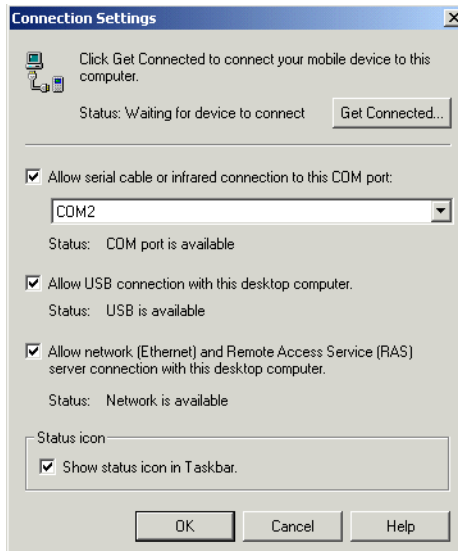 Connection Settings
Click Get Connected to connect your mobile device to this
computer.
Status: Waiting for device to connect
Get Connected...
Allow serial cable or infrared connection to this COM port:
COM2
Status: COM port is available
Allow USB connection with this desktop computer.
Status: USB is available
Allow network (Ethernet) and Remote Access Service (RAS)
server connection with this desktop computer.
Status: Network is available
Status icon
Show status icon in Taskbar.
OK Cancel Help